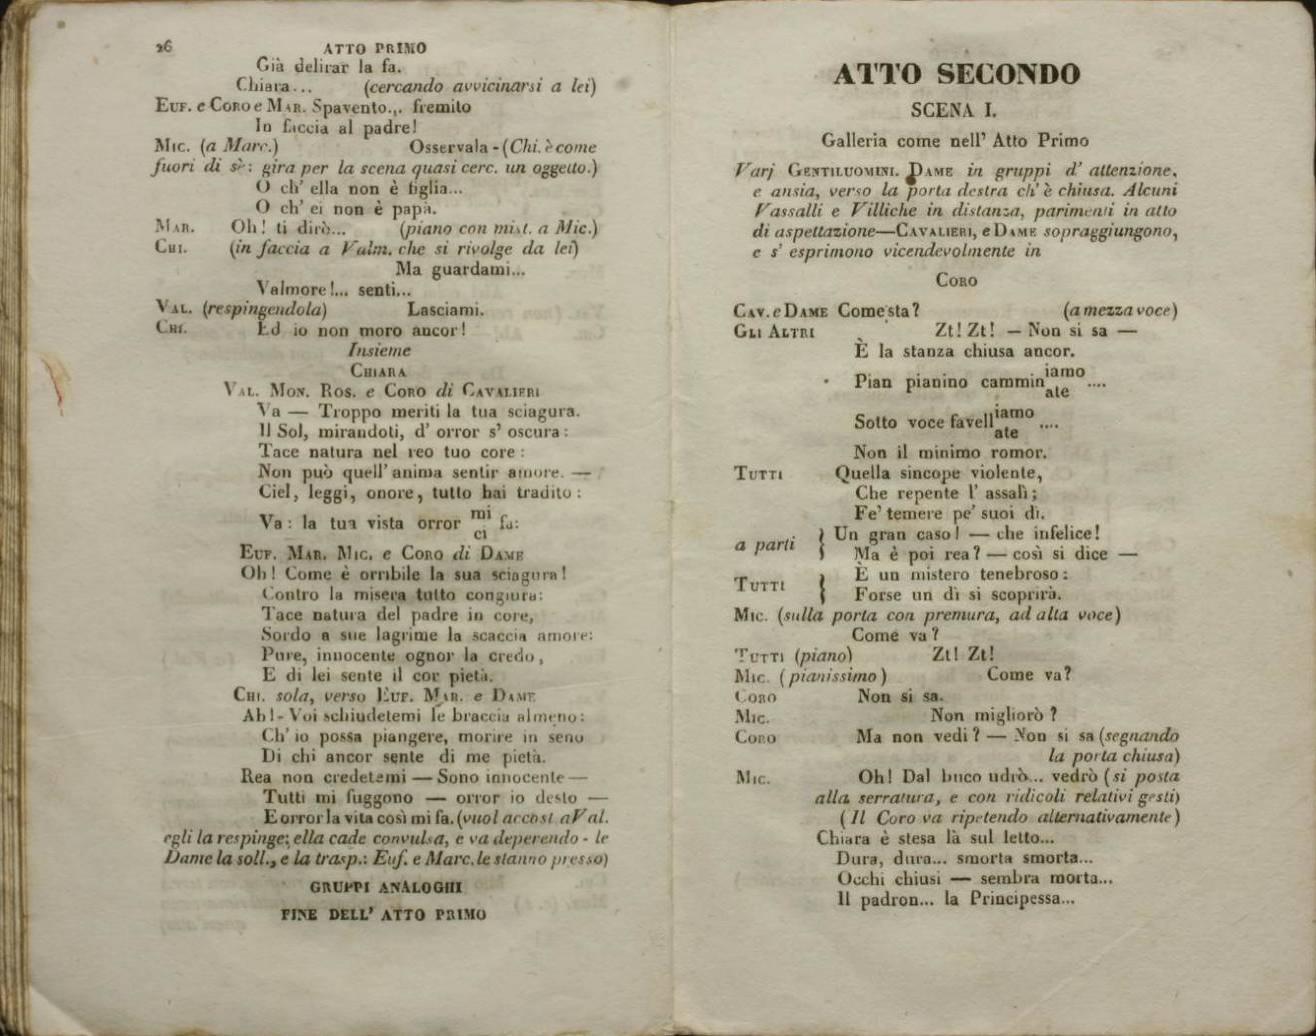 26 ATTO PRIMO
Già delirar la fa.
Chiara... (cercando avvicinarsi a lei)
EUF. e CORO e MAR. Spavento... fremito
In faccia al padre!
MIC. (a Marc.) Osservala - (Chi. è come
fuori di sè: gira per la scena quasi cerc. un oggetto.)
O ch' ella non è figlia...
O ch' ei non è papà.
MAR. Oh! ti dirò... (piano con mist. a Mic.)
CHI. (in faccia a Valm. che si rivolge da lei)
Ma guardami...
Valmore!... senti...
VAL. (respingendola) Lasciami.
CHI. Ed io non moro ancor!
Insieme
CHIARA
VAL. MON. ROS. e CORO di CAVALIERI
Va — Troppo meriti la tua sciagura.
Il Sol, mirandoti, d' orror s' oscura:
Tace natura nel reo tuo core:
Non può quell' anima sentir amore. —
Ciel, leggi, onore, tutto hai tradito:
Va: la tua vista orror mi fa:
ci
EUF. MAR. MIC. e CORO di DAME
Oh! Come è orribile la sua sciagura!
Contro la misera tutto congiura:
Tace natura del padre in core,
Sordo a sue lagrime la scaccia amore:
Pure, innocente ognor la credo,
E di lei sente il cor pietà.
CHI. sola, verso EUF. MAR. e DAME
Ah! - Voi schiudetemi le braccia almeno:
Ch' io possa piangere, morire in seno
Di chi ancor sente di me pietà.
Rea non credetemi — Sono innocente —
Tutti mi fuggono — orror io desto —
E orror la vita così mi fa. (vuol accost. a Val.
egli la respinge; ella cade convulsa, e va deperendo - le
Dame la soll., e la trasp.: Euf. e Marc. le stanno presso)
GRUPPI ANALOGHI
FINE DELL' ATTO PRIMO
ATTO SECONDO
SCENA I.
Galleria come nell' Atto Primo
Varj GENTILUOMINI. DAME in gruppi d' attenzione,
e ansia, verso la porta destra ch' è chiusa. Alcuni
Vassalli e Villiche in distanza, parimenti in atto
di aspettazione—CAVALIERI, e DAME sopraggiungono,
e s' esprimono vicendevolmente in
CORO
CAV. e DAME Come sta? (a mezza voce)
GLI ALTRI Zt! Zt! — Non si sa —
È la stanza chiusa ancor.
Pian pianino camminiamo ....
ate
Sotto voce favelliamo ....
ate
Non il minimo romor.
TUTTI Quella sincope violente,
Che repente l' assalì;
Fe' temere pe' suoi dì.
a parti { Un gran caso! — che infelice!
Ma è poi rea? — così si dice —
TUTTI { È un mistero tenebroso:
Forse un dì si scoprirà.
MIC. (sulla porta con premura, ad alta voce)
Come va?
TUTTI (piano) Zt! Zt!
MIC. (pianissimo) Come va?
CORO Non si sa.
MIC. Non migliorò?
CORO Ma non vedi? — Non si sa (segnando
la porta chiusa)
MIC. Oh! Dal buco udrò... vedrò (si posta
alla serratura, e con ridicoli relativi gesti)
(Il Coro va ripetendo alternativamente)
Chiara è stesa là sul letto...
Dura, dura... smorta smorta...
Occhi chiusi — sembra morta...
Il padron... la Principessa...